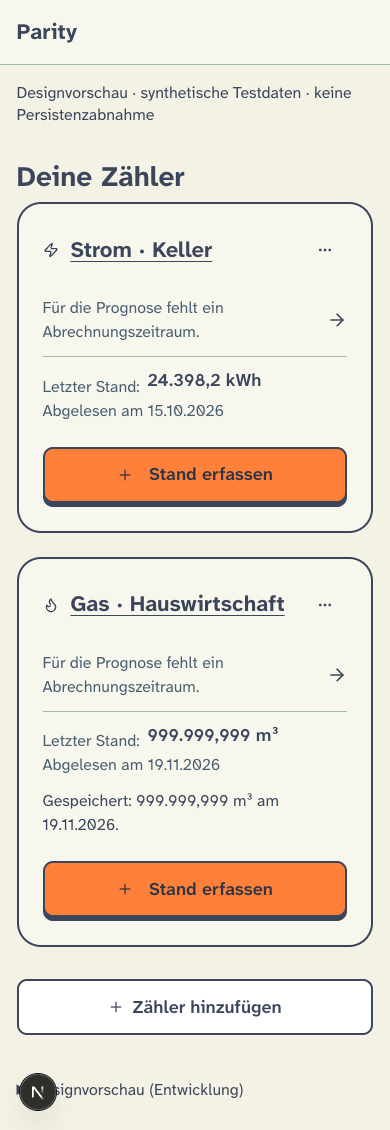 Parity
Designvorschau · synthetische Testdaten · keine
Persistenzabnahme
Deine Zähler
Strom · Keller
Für die Prognose fehlt ein
Abrechnungszeitraum.
Letzter Stand: 24.398,2 kWh
Abgelesen am 15.10.2026
+ Stand erfassen
Gas · Hauswirtschaft
Für die Prognose fehlt ein
Abrechnungszeitraum.
Letzter Stand: 999.999,999 m³
Abgelesen am 19.11.2026
Gespeichert: 999.999,999 m³ am
19.11.2026.
+ Stand erfassen
+ Zähler hinzufügen
N
signvorschau (Entwicklung)